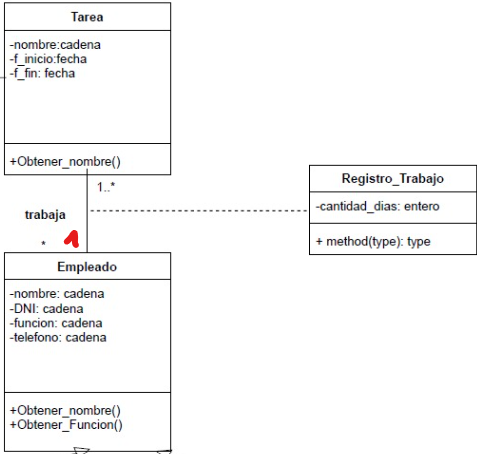 Tarea
-nombre:cadena
-f_inicio:fecha
-f_fin: fecha
+Obtener_nombre()
1..*
trabaja
* 1
Registro_Trabajo
-cantidad_dias: entero
+ method(type): type
Empleado
-nombre: cadena
-DNI: cadena
-funcion: cadena
-telefono: cadena
+Obtener_nombre()
+Obtener_Funcion()